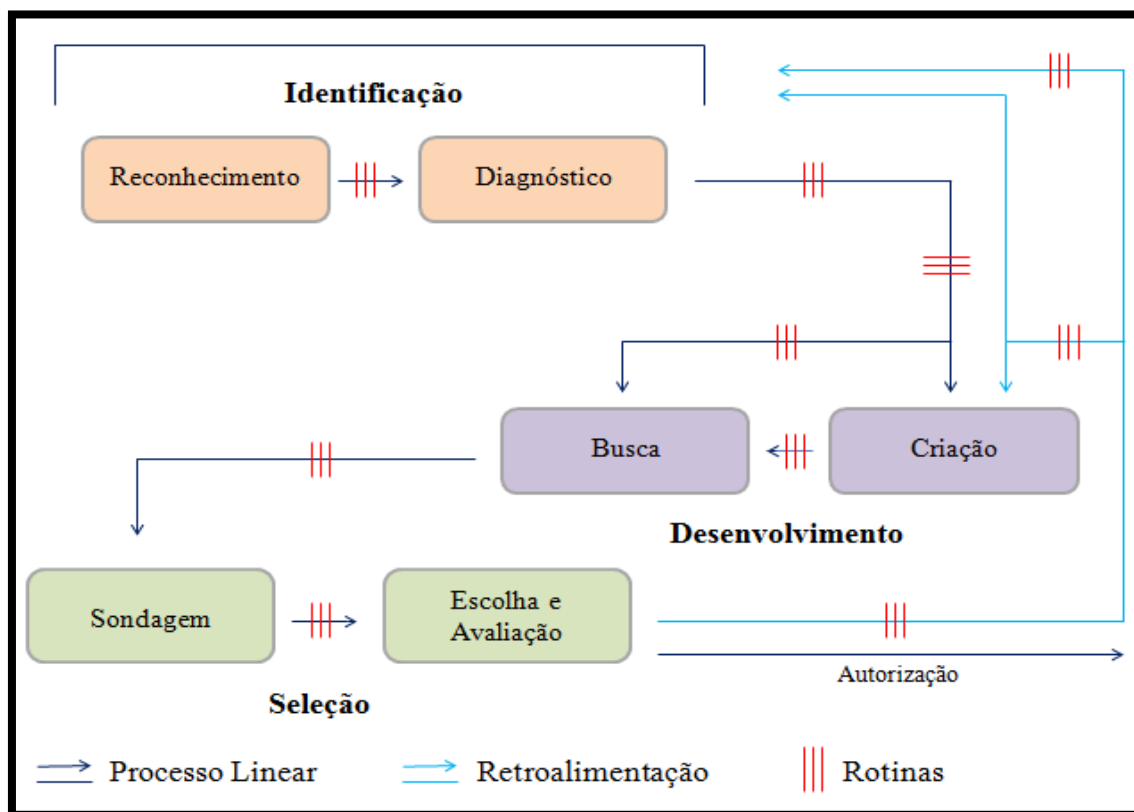 Identificação
Reconhecimento
Diagnóstico
Busca
Criação
Desenvolvimento
Sondagem
Escolha e
Avaliação
Autorização
Seleção
Processo Linear
Retroalimentação
Rotinas